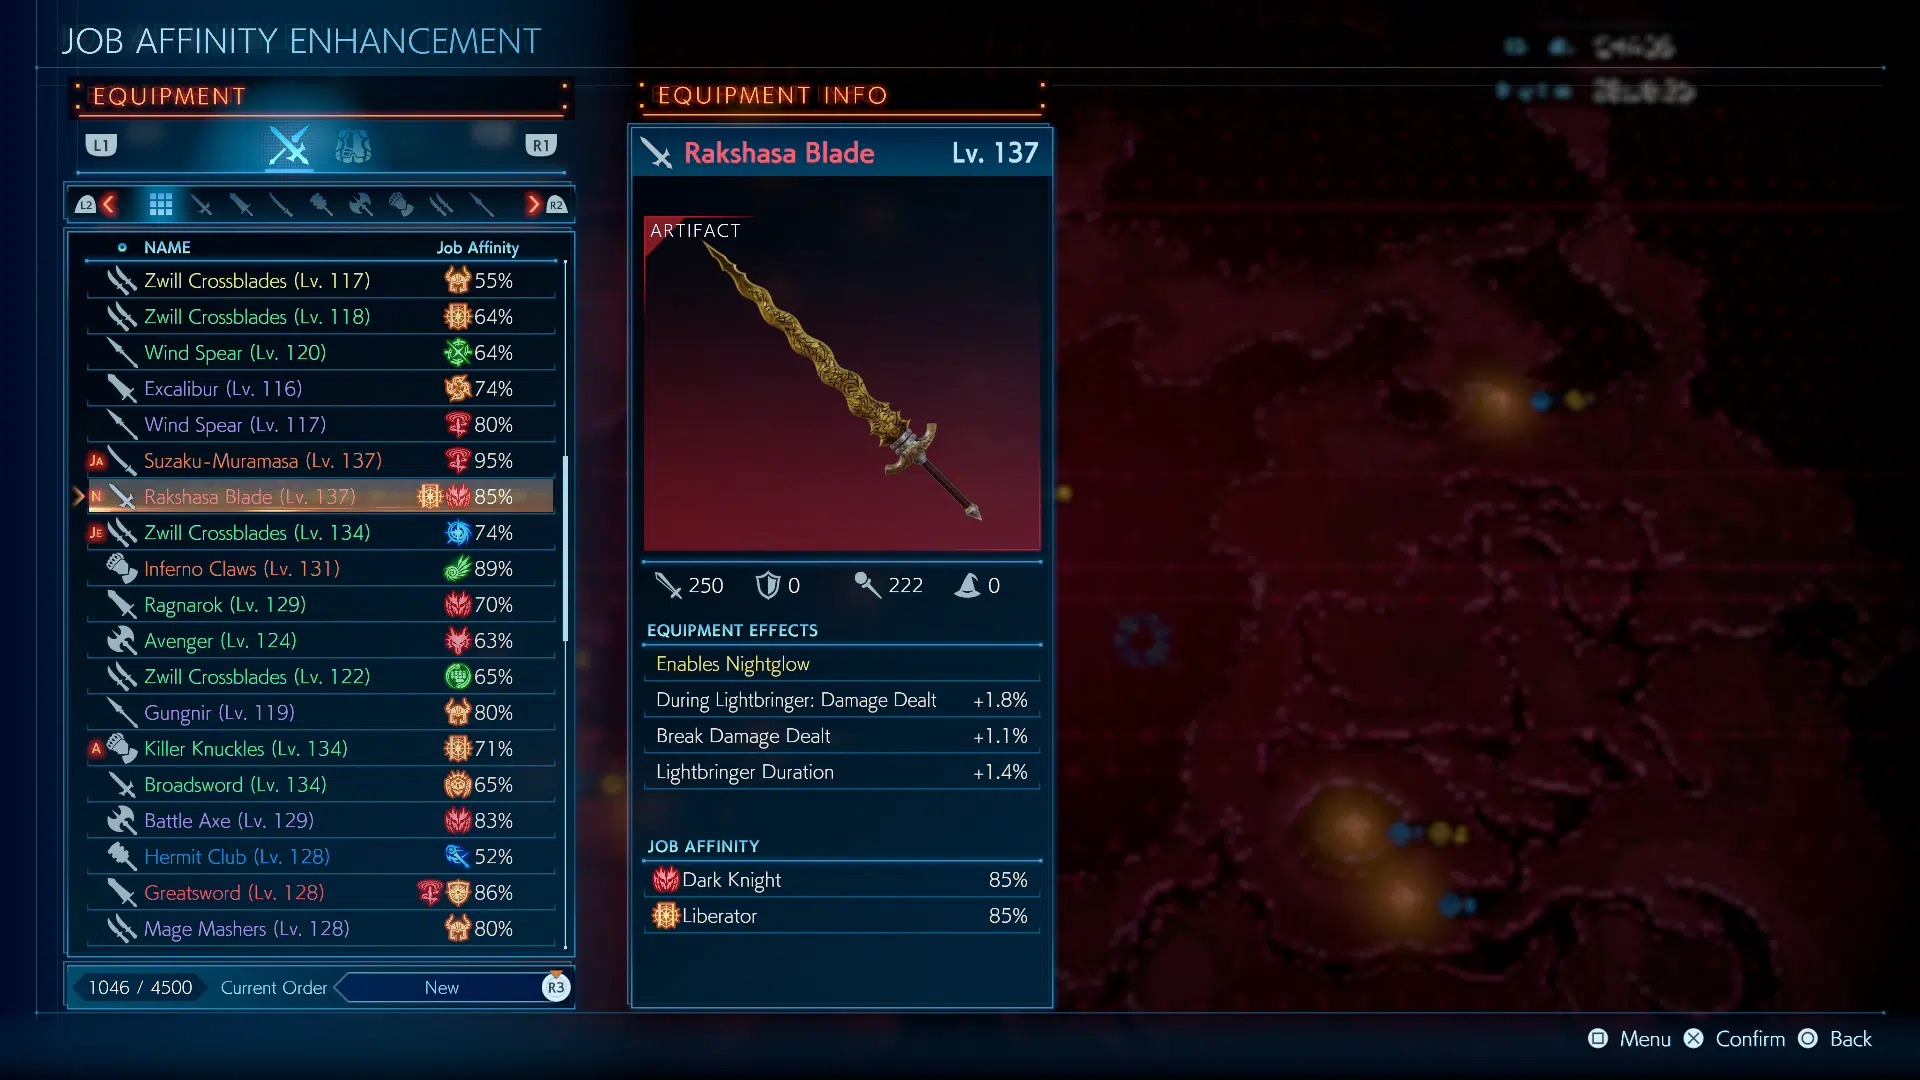 JOB AFFINITY ENHANCEMENT
EQUIPMENT
L1
R1
L2
R2
NAME Job Affinity
Zwill Crossblades (Lv. 117) 55%
Zwill Crossblades (Lv. 118) 64%
Wind Spear (Lv. 120) 64%
Excalibur (Lv. 116) 74%
Wind Spear (Lv. 117) 80%
JA Suzaku-Muramasa (Lv. 137) 95%
N Rakshasa Blade (Lv. 137) 85%
JE Zwill Crossblades (Lv. 134) 74%
Inferno Claws (Lv. 131) 89%
Ragnarok (Lv. 129) 70%
Avenger (Lv. 124) 63%
Zwill Crossblades (Lv. 122) 65%
Gungnir (Lv. 119) 80%
A Killer Knuckles (Lv. 134) 71%
Broadsword (Lv. 134) 65%
Battle Axe (Lv. 129) 83%
Hermit Club (Lv. 128) 52%
Greatsword (Lv. 128) 86%
Mage Mashers (Lv. 128) 80%
1046 / 4500 Current Order New R3
EQUIPMENT INFO
Rakshasa Blade Lv. 137
ARTIFACT
250 0 222 0
EQUIPMENT EFFECTS
Enables Nightglow
During Lightbringer: Damage Dealt +1.8%
Break Damage Dealt +1.1%
Lightbringer Duration +1.4%
JOB AFFINITY
Dark Knight 85%
Liberator 85%
Menu Confirm Back